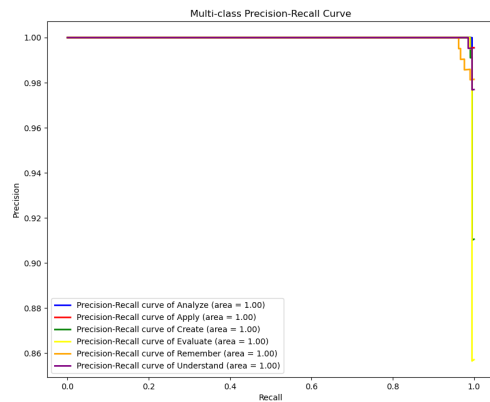 Multi-class Precision-Recall Curve
1.00
0.98
0.96
0.94
0.92
0.90
0.88
0.86
Precision
Precision-Recall curve of Analyze (area = 1.00)
Precision-Recall curve of Apply (area = 1.00)
Precision-Recall curve of Create (area = 1.00)
Precision-Recall curve of Evaluate (area = 1.00)
Precision-Recall curve of Remember (area = 1.00)
Precision-Recall curve of Understand (area = 1.00)
0.0 0.2 0.4 0.6 0.8 1.0
Recall